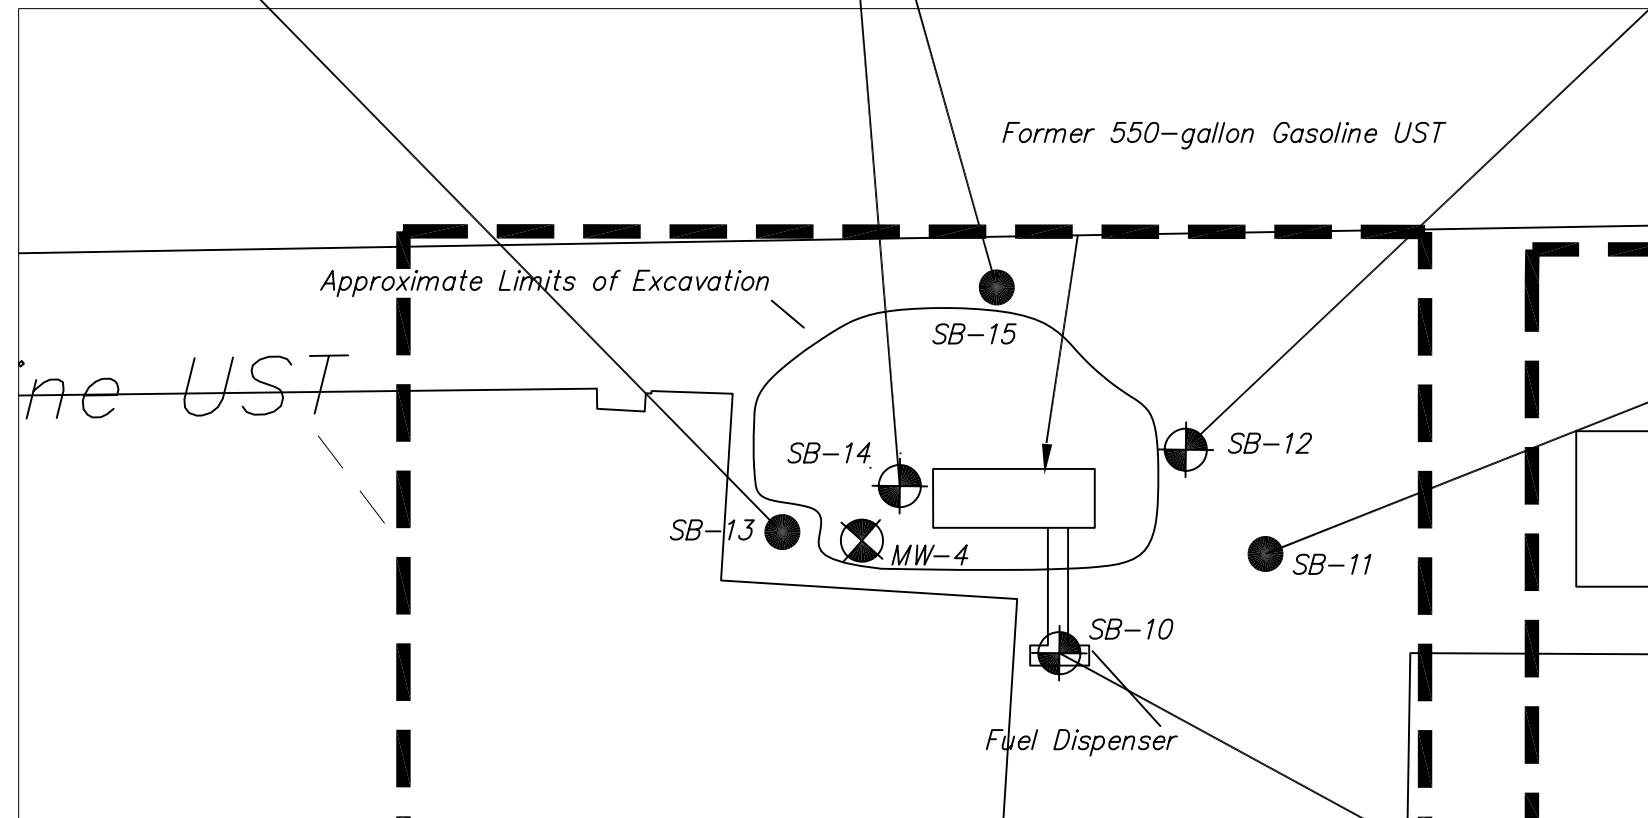 Former 550-gallon Gasoline UST
Approximate Limits of Excavation
SB-15
ne UST
SB-14
SB-12
SB-13
MW-4
SB-11
SB-10
Fuel Dispenser